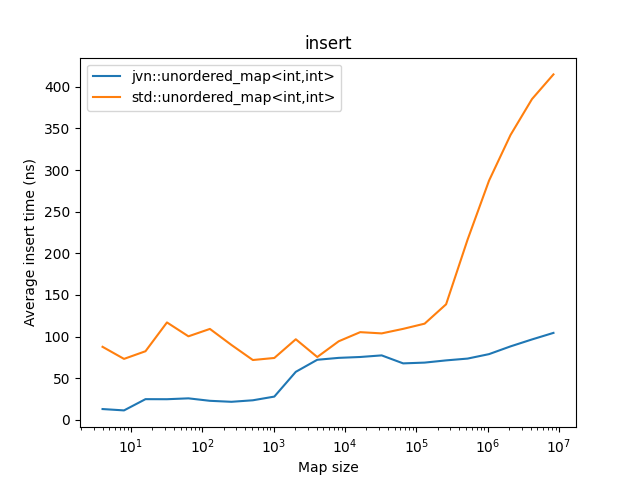 insert
jvn::unordered_map<int,int>
std::unordered_map<int,int>
Average insert time (ns)
400
350
300
250
200
150
100
50
0
10¹ 10² 10³ 10⁴ 10⁵ 10⁶ 10⁷
Map size